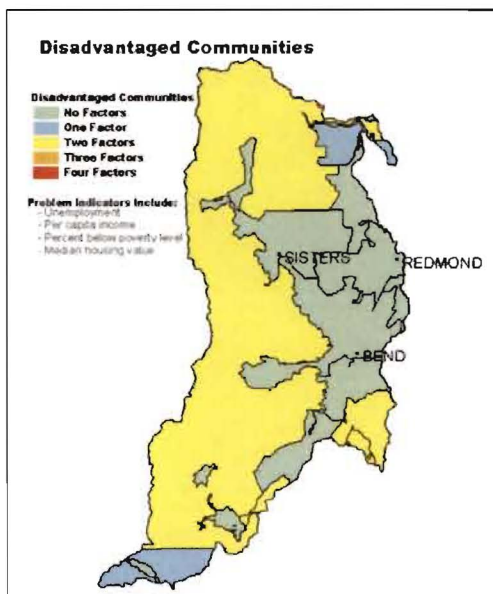 Disadvantaged Communities
Disadvantaged Communities
No Factors
One Factor
Two Factors
Three Factors
Four Factors
Problem Indicators Include:
- Unemployment
- Per capita income
- Percent below poverty level
- Median housing value
SISTERS
REDMOND
BEND